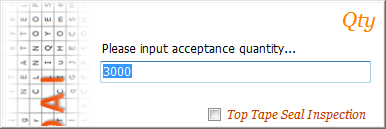 Qty
Please input acceptance quantity...
3000
Top Tape Seal Inspection